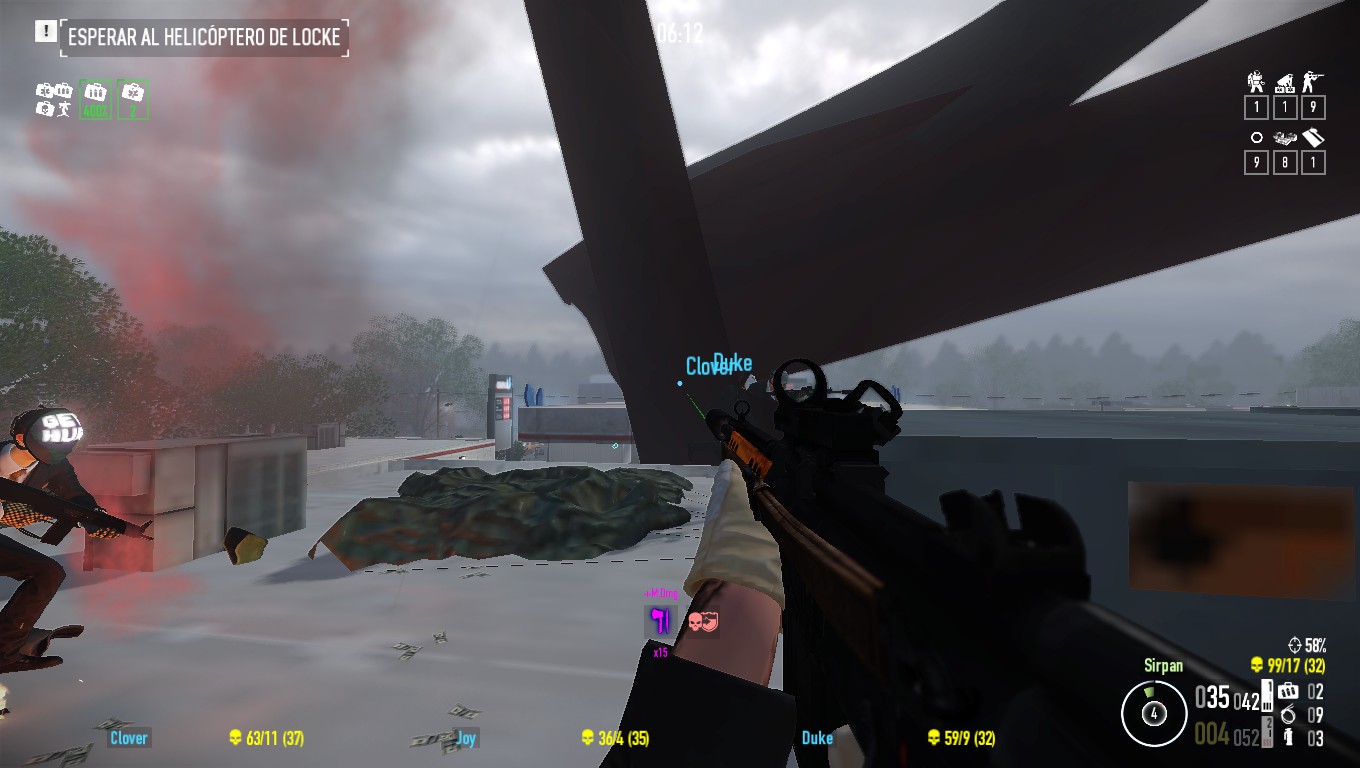 ESPERAR AL HELICÓPTERO DE LOCKE
!
06:12
400%
2
1 1 9
9 8 1
Clover
Duke
+M.Dmg
x15
58%
Sirpan
99/17 (32)
4
035 042
004 052
02
09
03
Clover
63/11 (37)
Joy
36/4 (35)
Duke
59/9 (32)